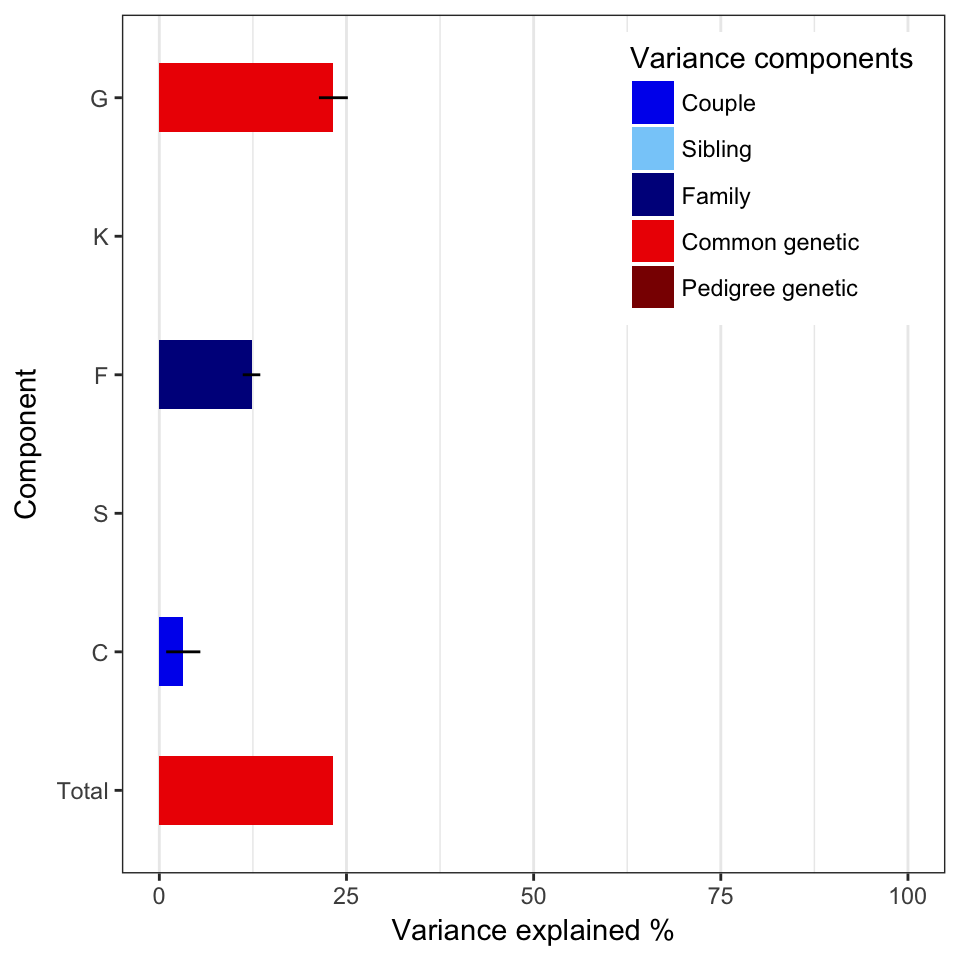 Variance components
Couple
Sibling
Family
Common genetic
Pedigree genetic
Component
G
K
F
S
C
Total
0 25 50 75 100
Variance explained %